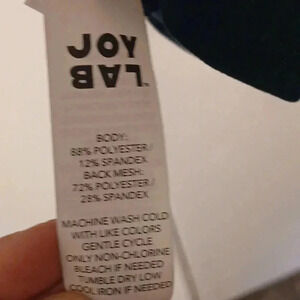 JOY
LAB
TM
BODY:
88% POLYESTER /
12% SPANDEX
BACK MESH:
72% POLYESTER /
28% SPANDEX
MACHINE WASH COLD
WITH LIKE COLORS
GENTLE CYCLE
ONLY NON-CHLORINE
BLEACH IF NEEDED
TUMBLE DRY LOW
COOL IRON IF NEEDED